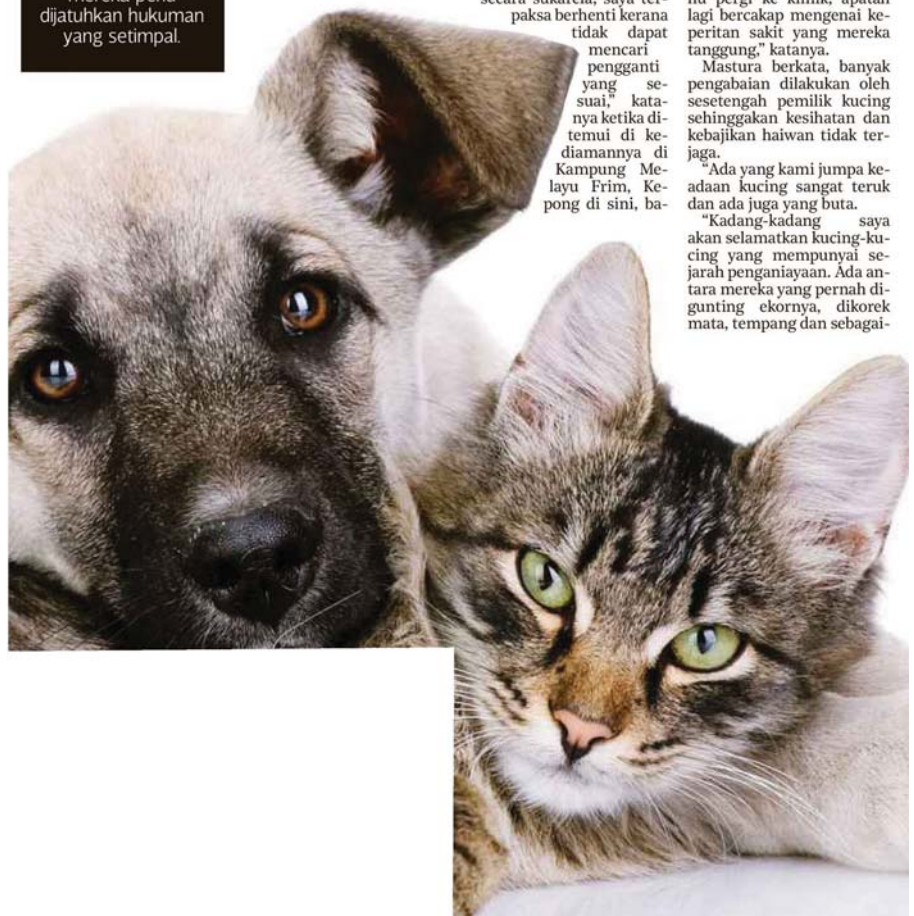 dijatuhkan hukuman
yang setimpal.
paksa berhenti kerana
tidak dapat
mencari
pengganti
yang se-
suai,” kata-
nya ketika di-
temui di ke-
diamannya di
Kampung Me-
layu Frim, Ke-
pong di sini, ba-
lagi bercakap mengenai ke-
peritan sakit yang mereka
tanggung,” katanya.
Mastura berkata, banyak
pengabaian dilakukan oleh
sesetengah pemilik kucing
sehinggakan kesihatan dan
kebajikan haiwan tidak ter-
jaga.
“Ada yang kami jumpa ke-
adaan kucing sangat teruk
dan ada juga yang buta.
“Kadang-kadang saya
akan selamatkan kucing-ku-
cing yang mempunyai se-
jarah penganiayaan. Ada an-
tara mereka yang pernah di-
gunting ekornya, dikorek
mata, tempang dan sebagai-